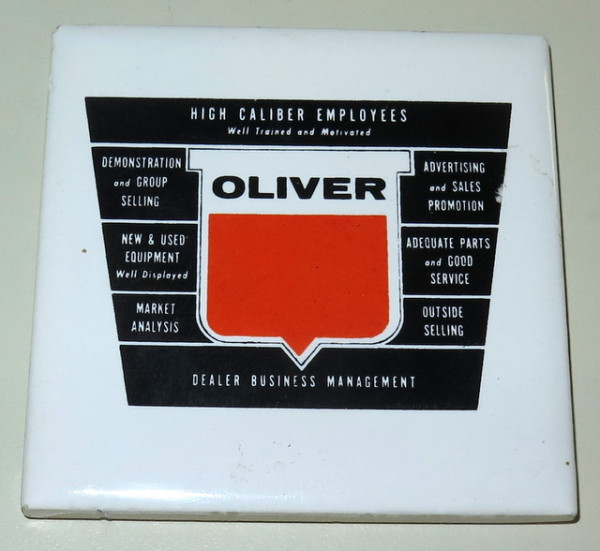 HIGH CALIBER EMPLOYEES
Well Trained and Motivated
DEMONSTRATION
and GROUP
SELLING
NEW & USED
EQUIPMENT
Well Displayed
MARKET
ANALYSIS
OLIVER
ADVERTISING
and SALES
PROMOTION
ADEQUATE PARTS
and GOOD
SERVICE
OUTSIDE
SELLING
DEALER BUSINESS MANAGEMENT